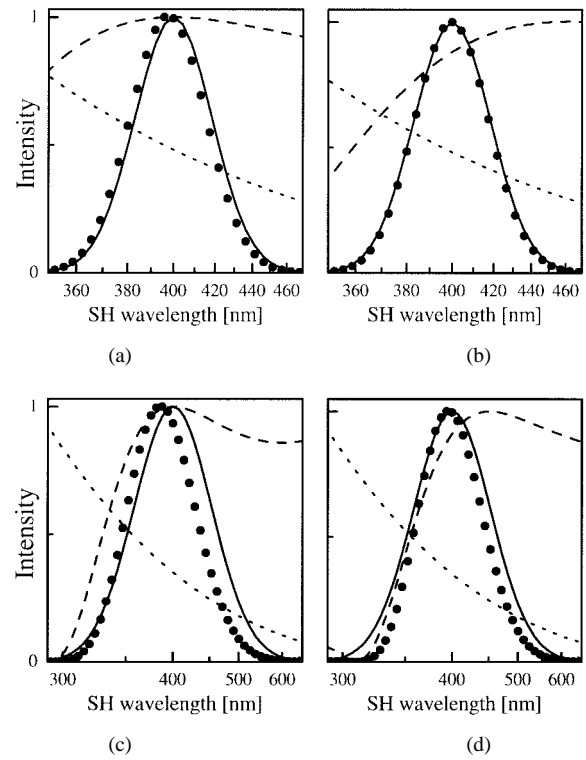 1
Intensity
0
360 380 400 420 440 460
SH wavelength [nm]
(a)
360 380 400 420 440 460
SH wavelength [nm]
(b)
1
Intensity
0
300 400 500 600
SH wavelength [nm]
(c)
300 400 500 600
SH wavelength [nm]
(d)